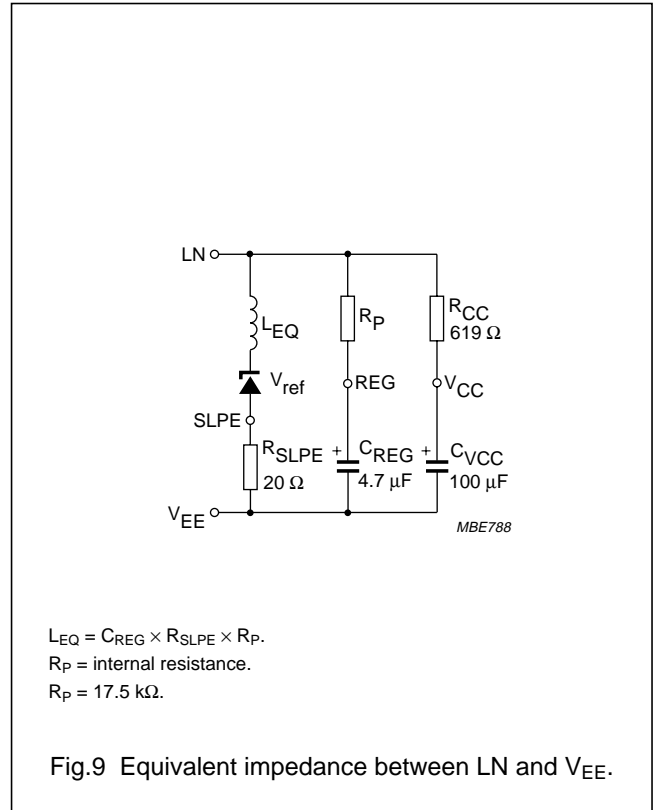 LN
L_EQ
V_ref
SLPE
R_SLPE
20 Ω
V_EE
R_P
REG
+
C_REG
4.7 µF
R_CC
619 Ω
V_CC
+
C_VCC
100 µF
MBE788
L_EQ = C_REG × R_SLPE × R_P.
R_P = internal resistance.
R_P = 17.5 kΩ.
Fig.9 Equivalent impedance between LN and V_EE.